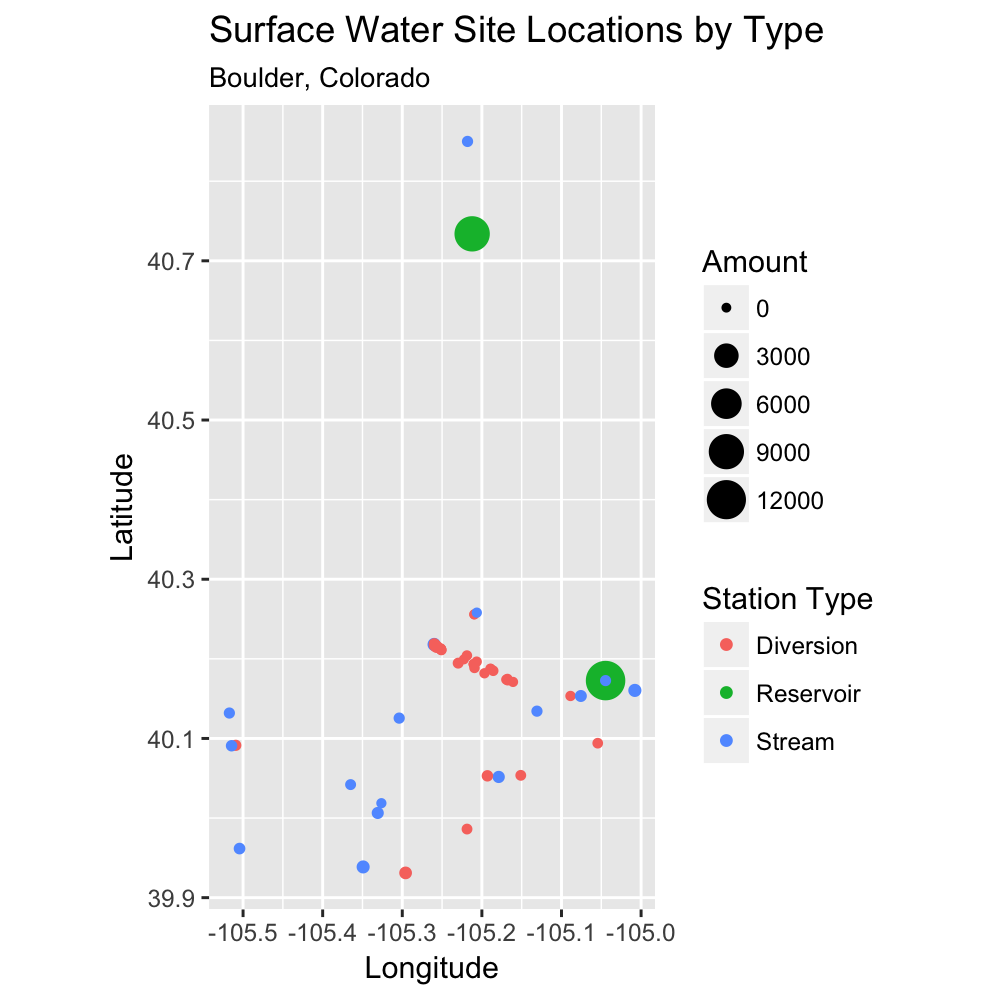 Surface Water Site Locations by Type
Boulder, Colorado
Latitude
40.7
40.5
40.3
40.1
39.9
-105.5 -105.4 -105.3 -105.2 -105.1 -105.0
Longitude
Amount
0
3000
6000
9000
12000
Station Type
Diversion
Reservoir
Stream